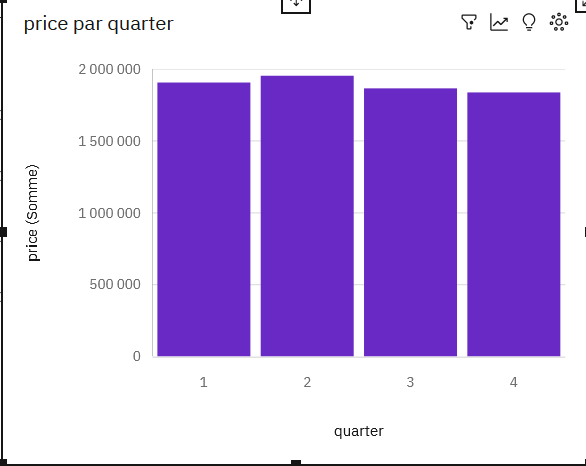 price par quarter
2 000 000
1 500 000
1 000 000
500 000
0
price (Somme)
1 2 3 4
quarter